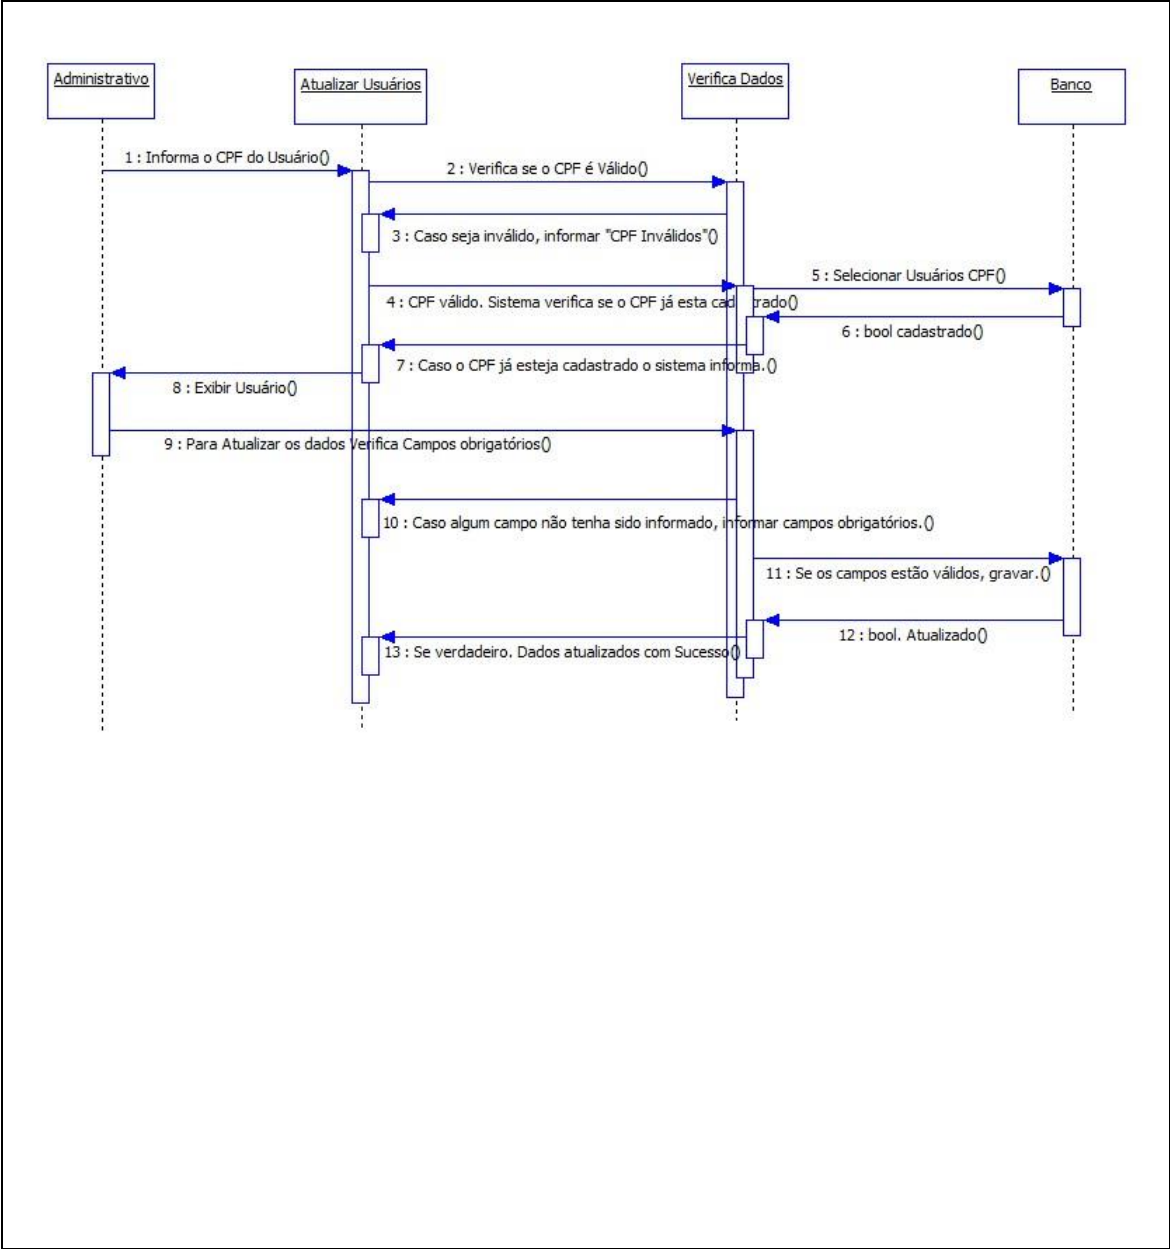 Administrativo
Atualizar Usuários
Verifica Dados
Banco
1 : Informa o CPF do Usuário()
2 : Verifica se o CPF é Válido()
3 : Caso seja inválido, informar "CPF Inválidos"()
4 : CPF válido. Sistema verifica se o CPF já esta cadastrado()
5 : Selecionar Usuários CPF()
6 : bool cadastrado()
7 : Caso o CPF já esteja cadastrado o sistema informa.()
8 : Exibir Usuário()
9 : Para Atualizar os dados Verifica Campos obrigatórios()
10 : Caso algum campo não tenha sido informado, informar campos obrigatórios.()
11 : Se os campos estão válidos, gravar.()
12 : bool. Atualizado()
13 : Se verdadeiro. Dados atualizados com Sucesso()